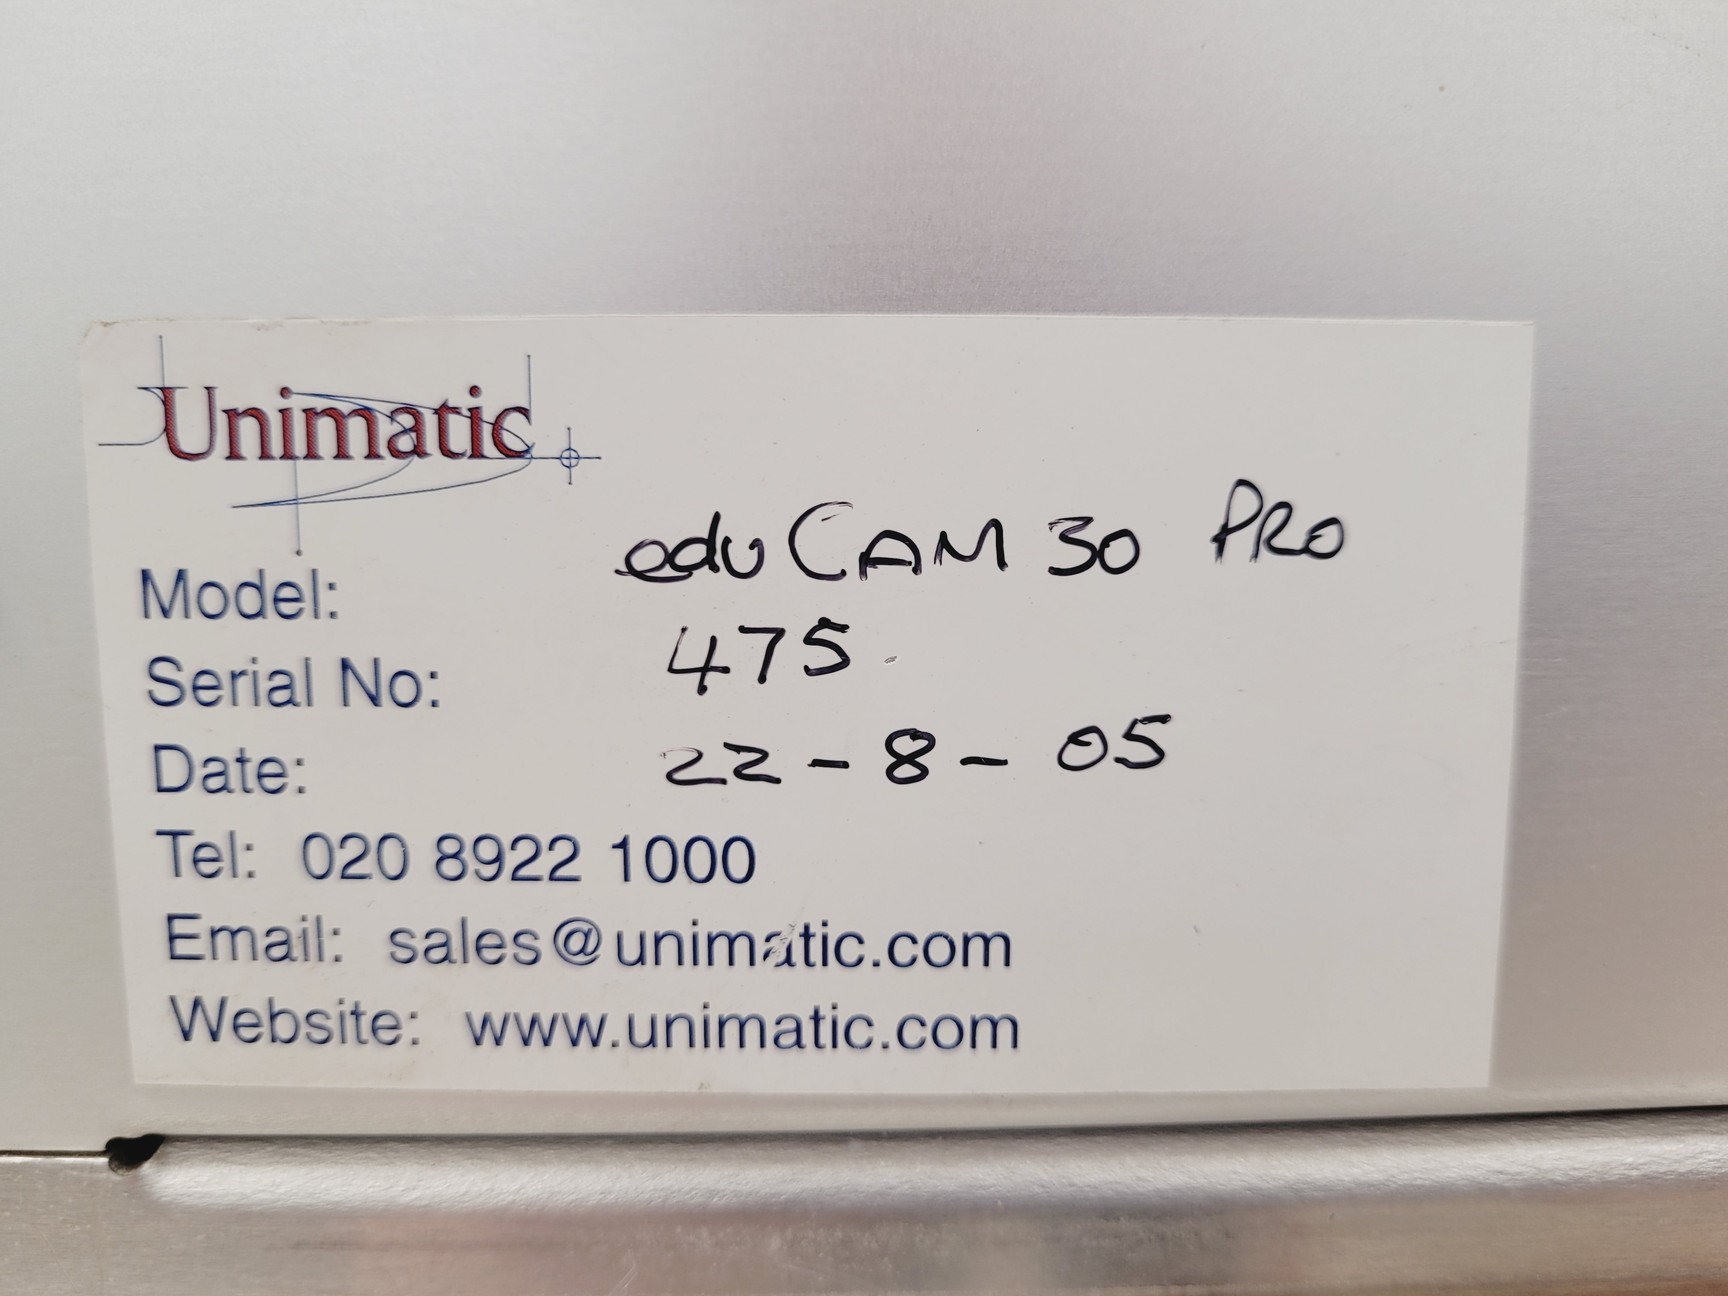 Unimatic
Model: eduCAM 30 PRO
Serial No: 475
Date: 22-8-05
Tel: 020 8922 1000
Email: sales@unimatic.com
Website: www.unimatic.com